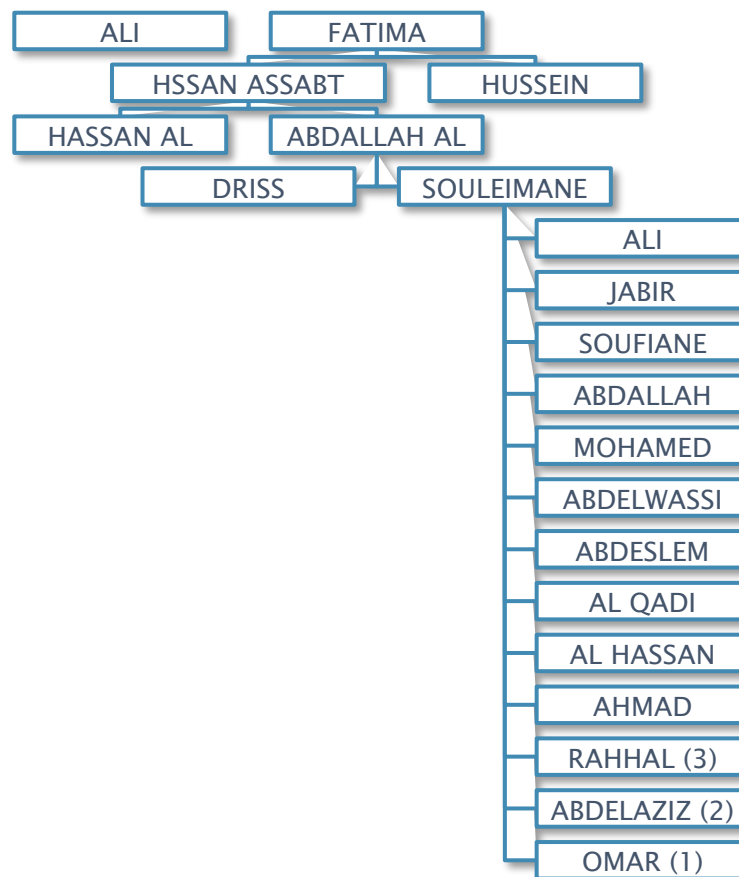 ALI
FATIMA
HSSAN ASSABT
HUSSEIN
HASSAN AL
ABDALLAH AL
DRISS
SOULEIMANE
ALI
JABIR
SOUFIANE
ABDALLAH
MOHAMED
ABDELWASSI
ABDESLEM
AL QADI
AL HASSAN
AHMAD
RAHHAL (3)
ABDELAZIZ (2)
OMAR (1)